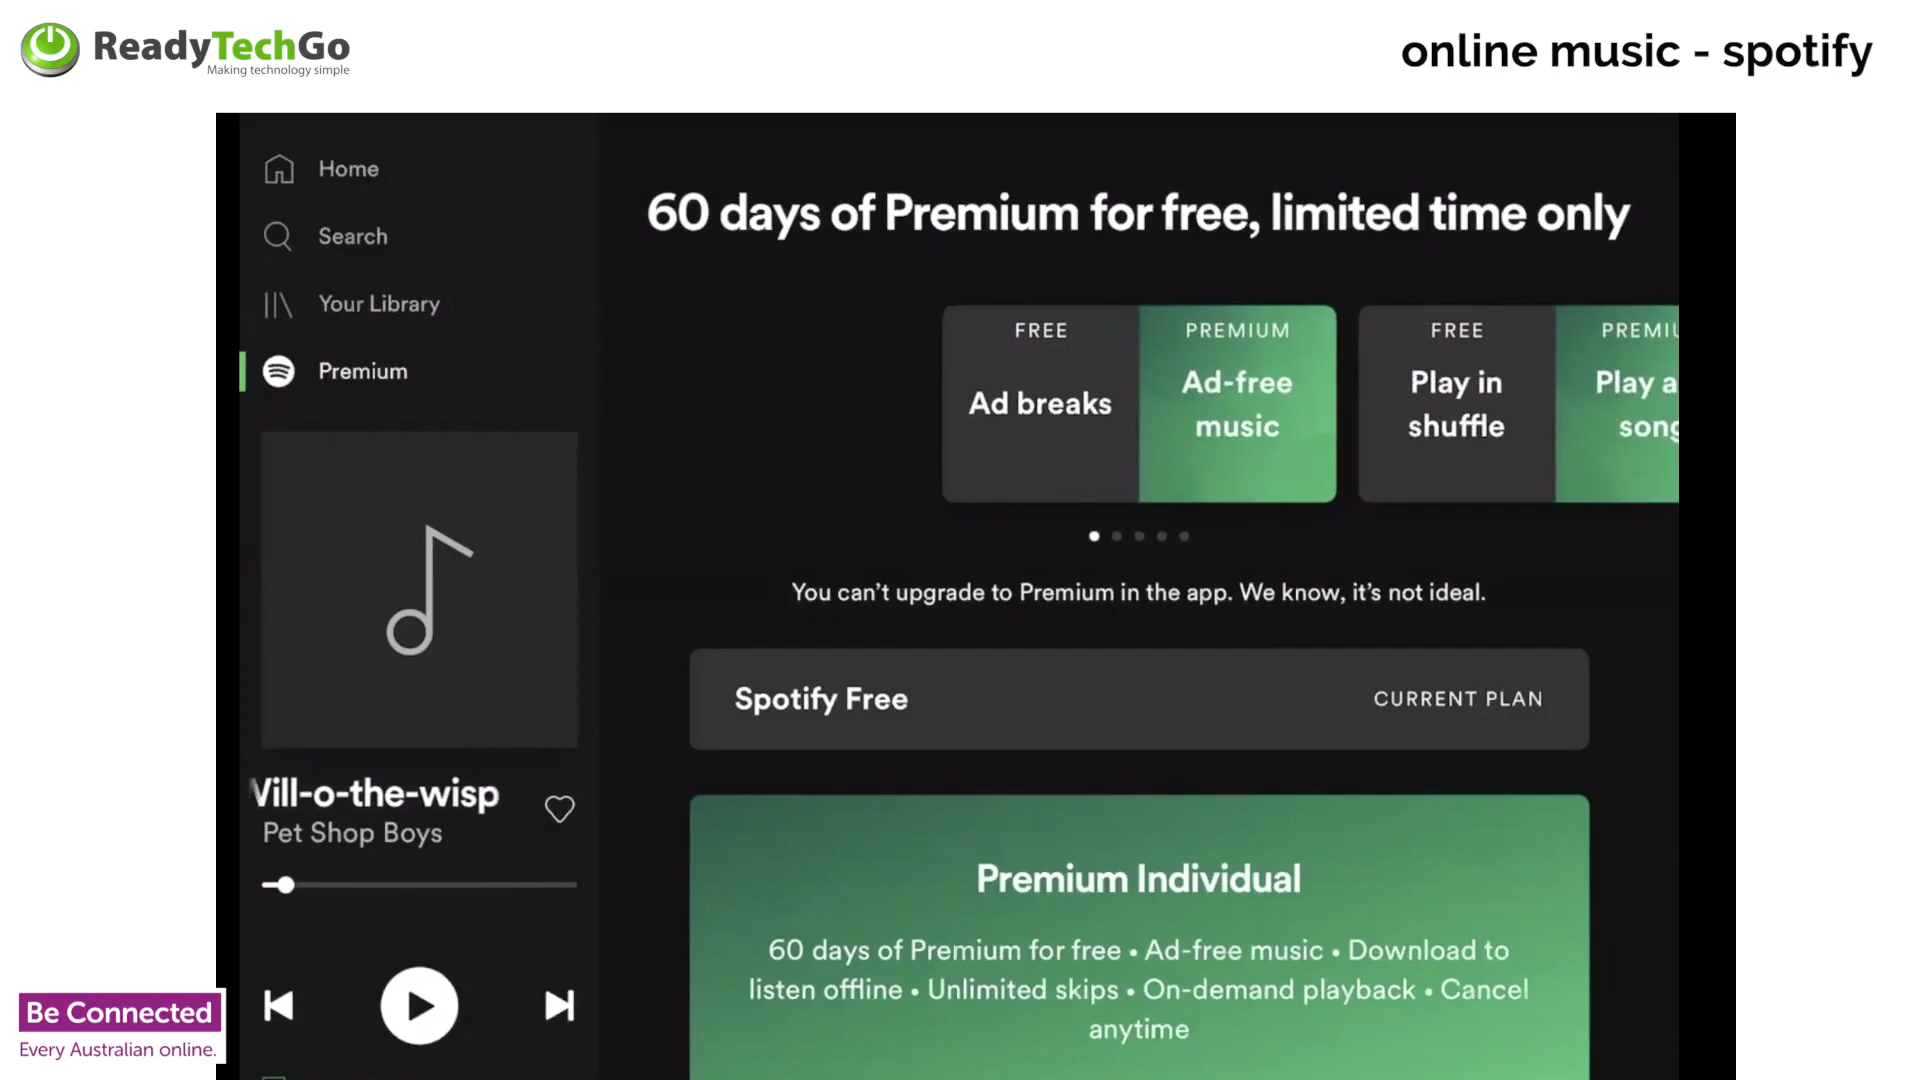 ReadyTechGo
Making technology simple
online music - spotify
Home
Search
Your Library
Premium
60 days of Premium for free, limited time only
FREE
PREMIUM
Ad breaks
Ad-free
music
FREE
PREMIU
Play in
shuffle
Play a
song
You can't upgrade to Premium in the app. We know, it's not ideal.
Spotify Free
CURRENT PLAN
Will-o-the-wisp
Pet Shop Boys
Premium Individual
60 days of Premium for free • Ad-free music • Download to
listen offline • Unlimited skips • On-demand playback • Cancel
anytime
Be Connected
Every Australian online.